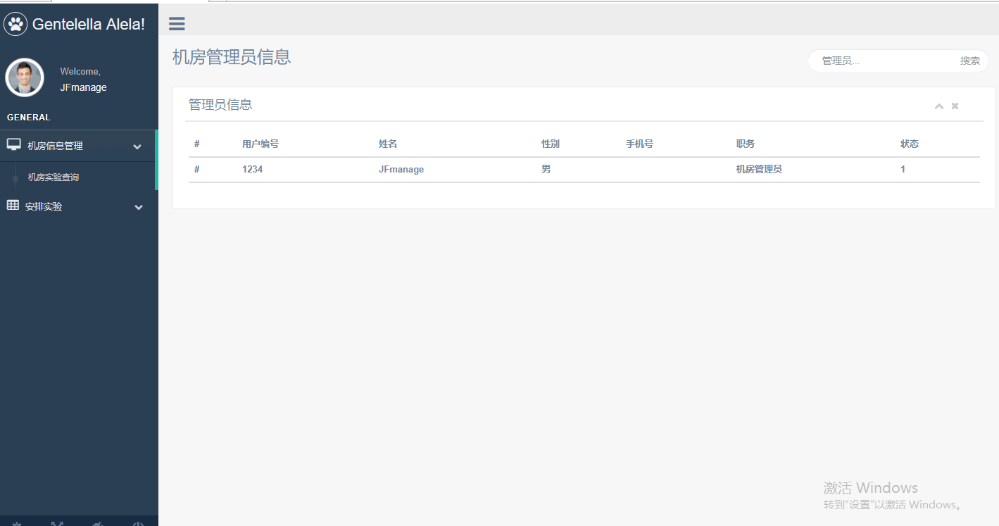 Gentelella Alela!
Welcome,
JFmanage
GENERAL
机房信息管理
机房实验查询
安排实验
机房管理员信息
管理员... 搜索
管理员信息
# 用户编号 姓名 性别 手机号 职务 状态
# 1234 JFmanage 男 机房管理员 1
激活 Windows
转到“设置”以激活 Windows。